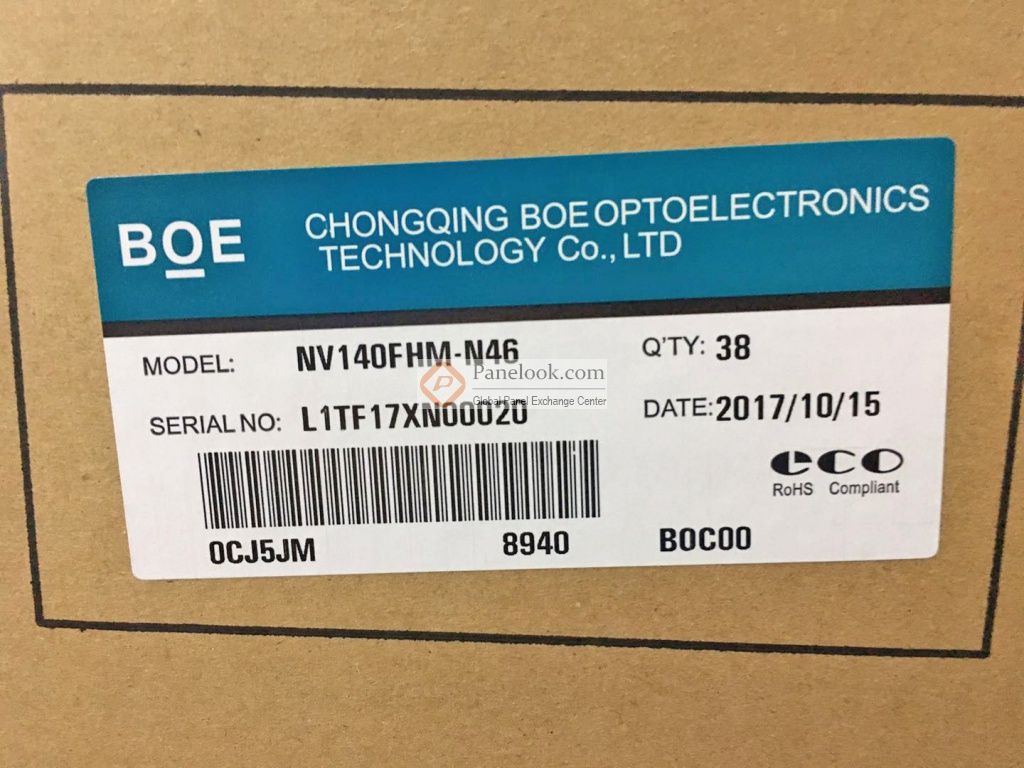 BOE
CHONGQING BOE OPTOELECTRONICS
TECHNOLOGY Co., LTD
MODEL: NV140FHM-N46
Q'TY: 38
Panelook.com
Global Panel Exchange Center
SERIAL NO: L1TF17XN00020
DATE: 2017/10/15
eco
RoHS Compliant
0CJ5JM 8940 B0C00